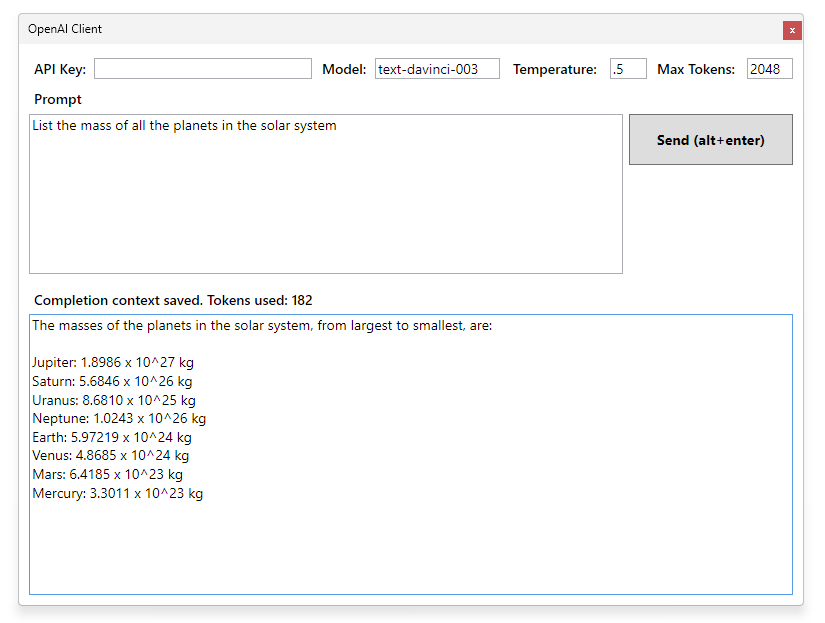 OpenAI Client
x
API Key: Model: text-davinci-003 Temperature: .5 Max Tokens: 2048
Prompt
List the mass of all the planets in the solar system
Send (alt+enter)
Completion context saved. Tokens used: 182
The masses of the planets in the solar system, from largest to smallest, are:
Jupiter: 1.8986 x 10^27 kg
Saturn: 5.6846 x 10^26 kg
Uranus: 8.6810 x 10^25 kg
Neptune: 1.0243 x 10^26 kg
Earth: 5.97219 x 10^24 kg
Venus: 4.8685 x 10^24 kg
Mars: 6.4185 x 10^23 kg
Mercury: 3.3011 x 10^23 kg